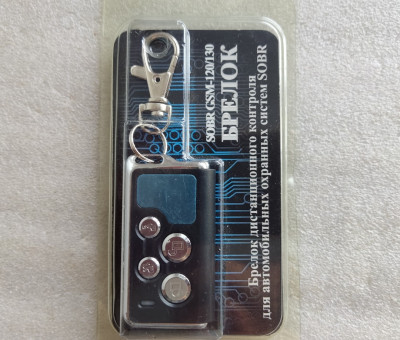 SOBR GSM-120/130
БРЕЛОК
Брелок дистанционного контроля
для автомобильных охранных систем SOBR